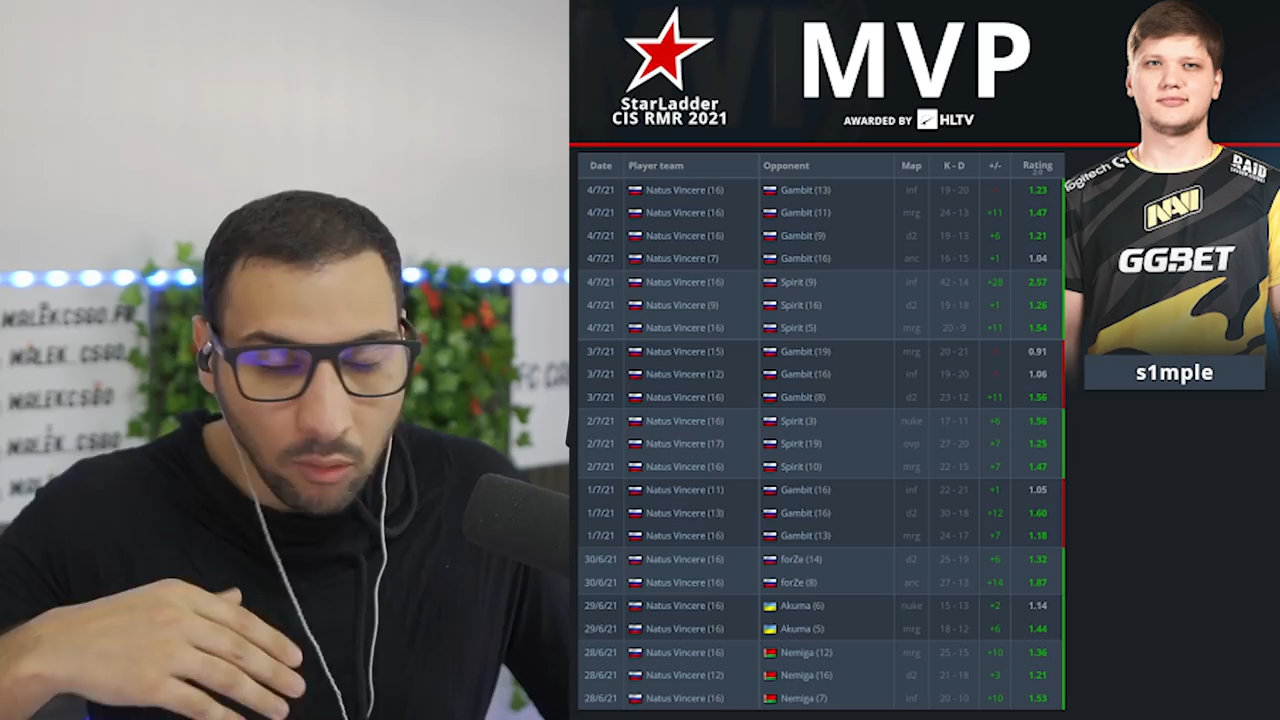 MALEKCSGO.FR
MALEK_CSGO
MALEKCSGO
MALEK.CSGO
StarLadder
CIS RMR 2021
MVP
AWARDED BY HLTV
logitech G
RAID
NAVI
GGBET
s1mple
Date Player team Opponent Map K - D +/- Rating 2.0
4/7/21 Natus Vincere (16) Gambit (13) inf 19 - 20 1.23
4/7/21 Natus Vincere (16) Gambit (11) mrg 24 - 13 +11 1.47
4/7/21 Natus Vincere (16) Gambit (9) d2 19 - 13 +6 1.21
4/7/21 Natus Vincere (7) Gambit (16) anc 16 - 15 +1 1.04
4/7/21 Natus Vincere (16) Spirit (9) inf 42 - 14 +28 2.57
4/7/21 Natus Vincere (9) Spirit (16) d2 19 - 18 +1 1.26
4/7/21 Natus Vincere (16) Spirit (5) mrg 20 - 9 +11 1.54
3/7/21 Natus Vincere (15) Gambit (19) mrg 20 - 21 0.91
3/7/21 Natus Vincere (12) Gambit (16) inf 19 - 20 1.06
3/7/21 Natus Vincere (16) Gambit (8) d2 23 - 12 +11 1.56
2/7/21 Natus Vincere (16) Spirit (3) nuke 17 - 11 +6 1.56
2/7/21 Natus Vincere (17) Spirit (19) ovp 27 - 20 +7 1.25
2/7/21 Natus Vincere (16) Spirit (10) mrg 22 - 15 +7 1.47
1/7/21 Natus Vincere (11) Gambit (16) inf 22 - 21 +1 1.05
1/7/21 Natus Vincere (13) Gambit (16) d2 30 - 18 +12 1.60
1/7/21 Natus Vincere (16) Gambit (13) mrg 24 - 17 +7 1.18
30/6/21 Natus Vincere (16) forZe (14) d2 25 - 19 +6 1.32
30/6/21 Natus Vincere (16) forZe (8) anc 27 - 13 +14 1.87
29/6/21 Natus Vincere (16) Akuma (6) nuke 15 - 13 +2 1.14
29/6/21 Natus Vincere (16) Akuma (5) mrg 18 - 12 +6 1.44
28/6/21 Natus Vincere (16) Nemiga (12) mrg 25 - 15 +10 1.36
28/6/21 Natus Vincere (12) Nemiga (16) d2 21 - 18 +3 1.21
28/6/21 Natus Vincere (16) Nemiga (7) inf 20 - 10 +10 1.53